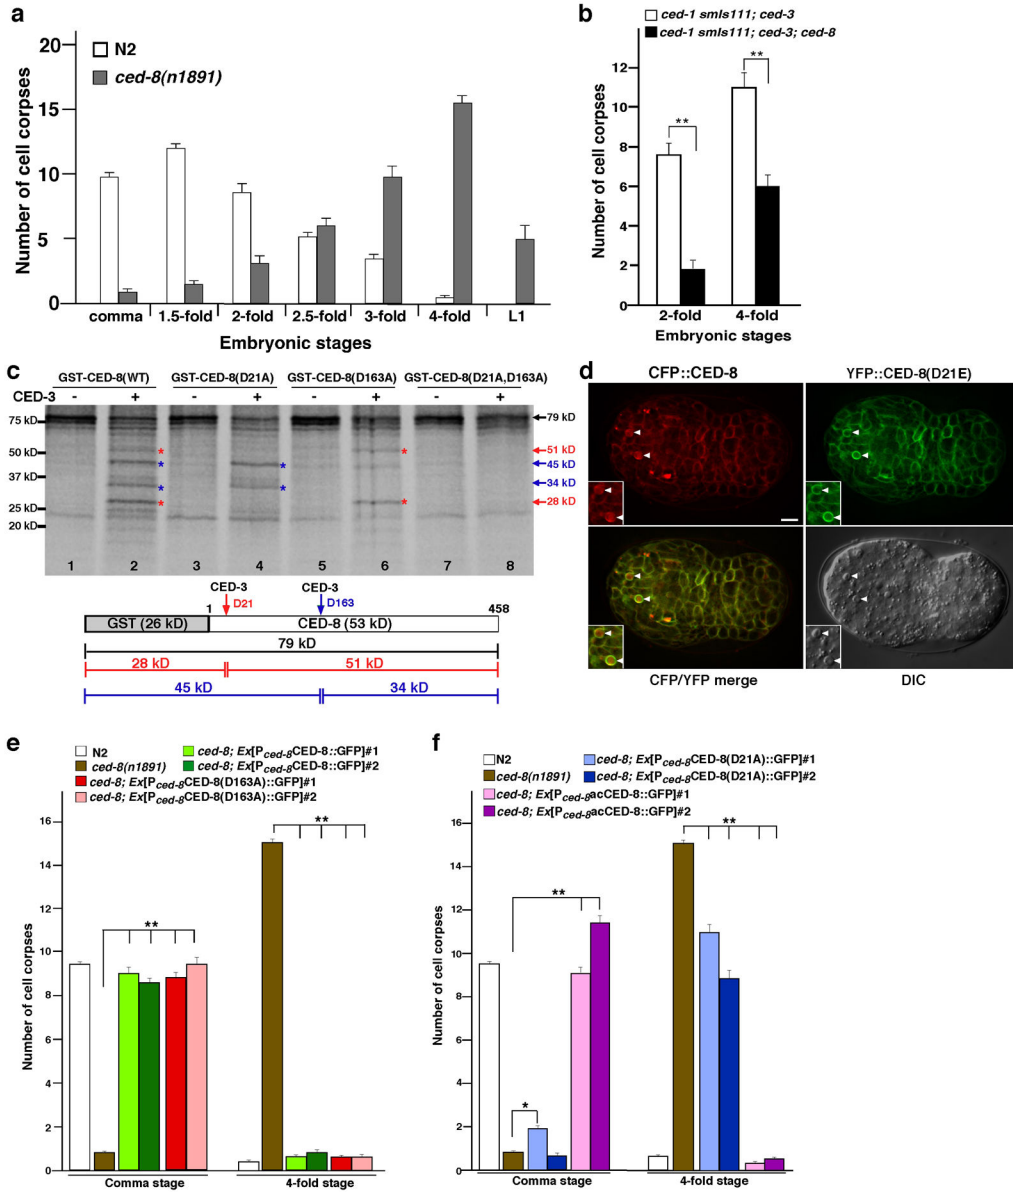 a
20
15
10
5
0
Number of cell corpses
N2
ced-8(n1891)
comma 1.5-fold 2-fold 2.5-fold 3-fold 4-fold L1
Embryonic stages
b
ced-1 smIs111; ced-3
ced-1 smIs111; ced-3; ced-8
12
10
8
6
4
2
0
Number of cell corpses
** **
2-fold 4-fold
Embryonic stages
c
GST-CED-8(WT) GST-CED-8(D21A) GST-CED-8(D163A) GST-CED-8(D21A,D163A)
CED-3 - + - + - + - +
75 kD
50 kD
37 kD
25 kD
20 kD
* * * * * * * *
79 kD
51 kD
45 kD
34 kD
28 kD
1 2 3 4 5 6 7 8
CED-3 CED-3
1 D21 D163 458
GST (26 kD) CED-8 (53 kD)
79 kD
28 kD 51 kD
45 kD 34 kD
d
CFP::CED-8 YFP::CED-8(D21E)
CFP/YFP merge DIC
e
N2
ced-8(n1891)
ced-8; Ex[Pced-8CED-8::GFP]#1
ced-8; Ex[Pced-8CED-8::GFP]#2
ced-8; Ex[Pced-8CED-8(D163A)::GFP]#1
ced-8; Ex[Pced-8CED-8(D163A)::GFP]#2
16
14
12
10
8
6
4
2
0
Number of cell corpses
** **
Comma stage 4-fold stage
f
N2
ced-8(n1891)
ced-8; Ex[Pced-8CED-8(D21A)::GFP]#1
ced-8; Ex[Pced-8CED-8(D21A)::GFP]#2
ced-8; Ex[Pced-8acCED-8::GFP]#1
ced-8; Ex[Pced-8acCED-8::GFP]#2
16
14
12
10
8
6
4
2
0
Number of cell corpses
* ** **
Comma stage 4-fold stage